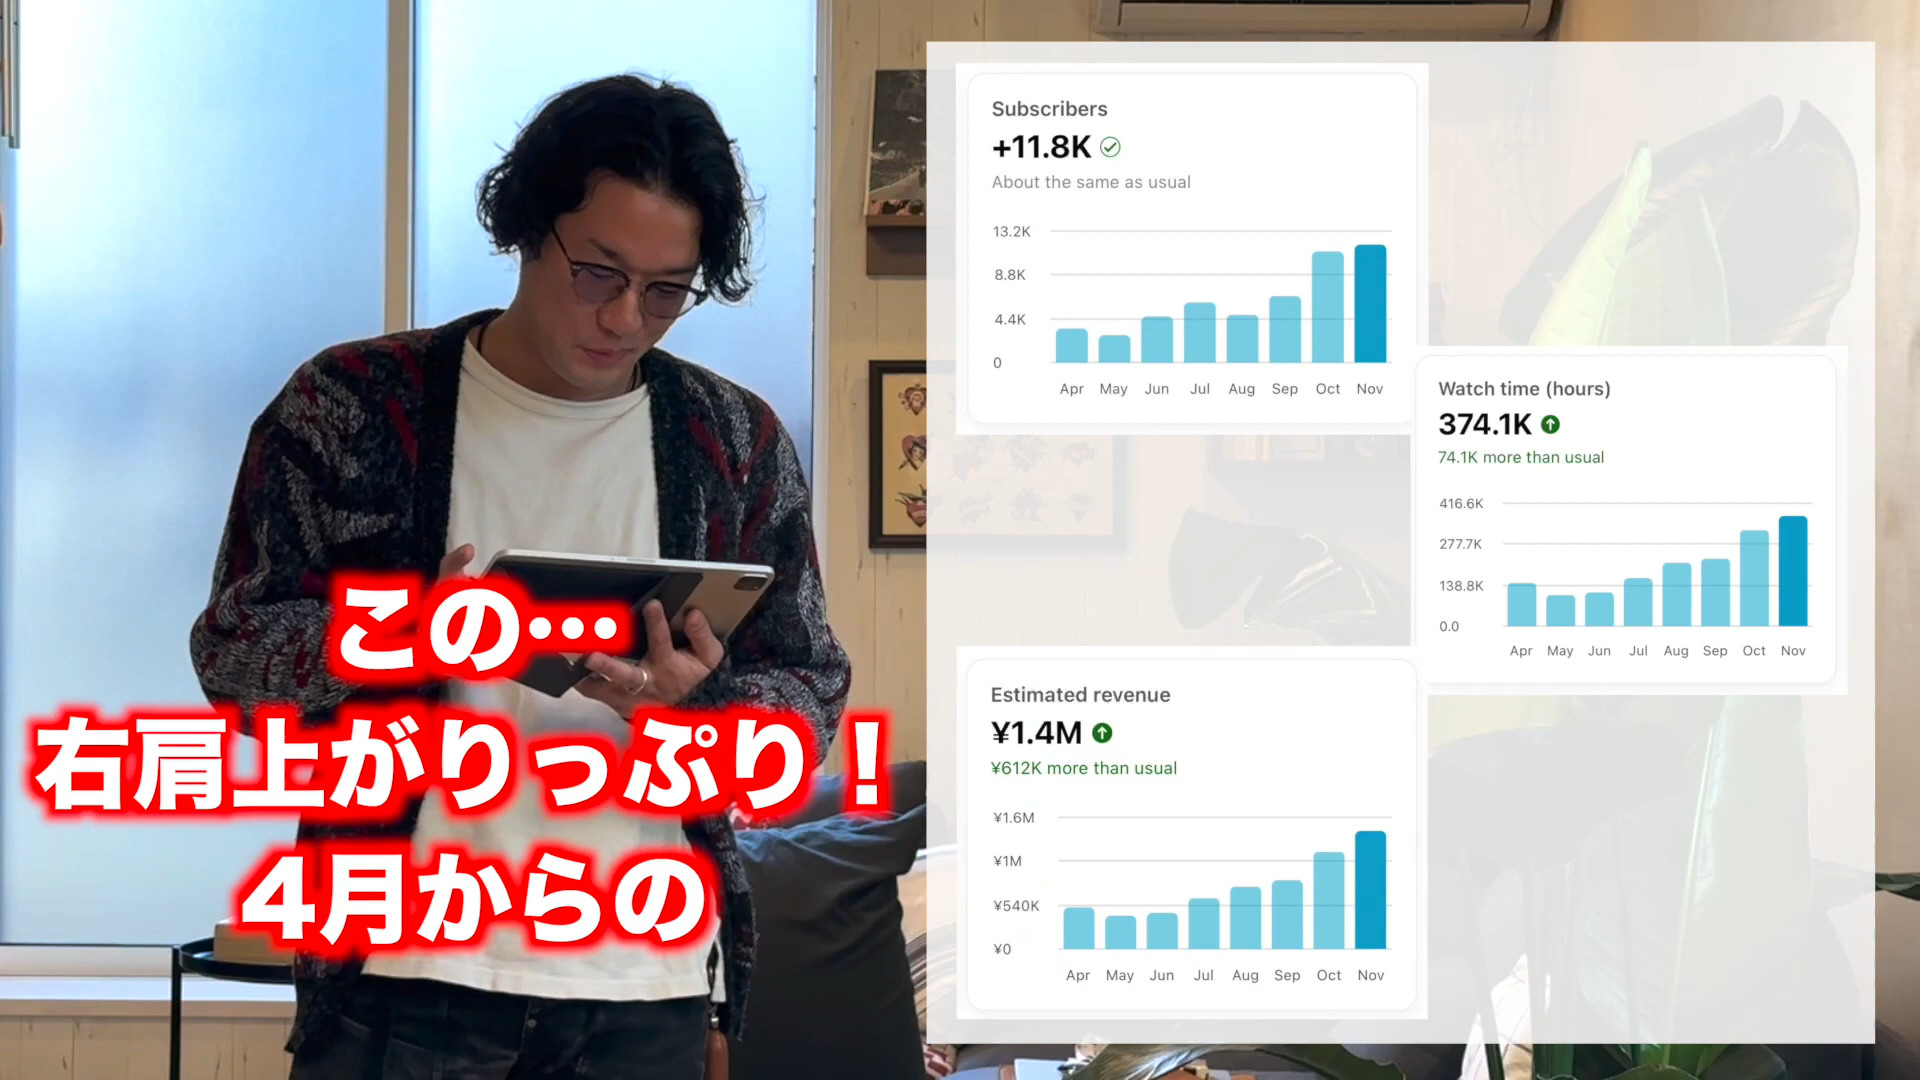 Subscribers
+11.8K
About the same as usual
13.2K
8.8K
4.4K
0
Apr May Jun Jul Aug Sep Oct Nov
Watch time (hours)
374.1K
74.1K more than usual
416.6K
277.7K
138.8K
0.0
Apr May Jun Jul Aug Sep Oct Nov
この…
右肩上がりっぷり！
4月からの
Estimated revenue
¥1.4M
¥612K more than usual
¥1.6M
¥1M
¥540K
¥0
Apr May Jun Jul Aug Sep Oct Nov